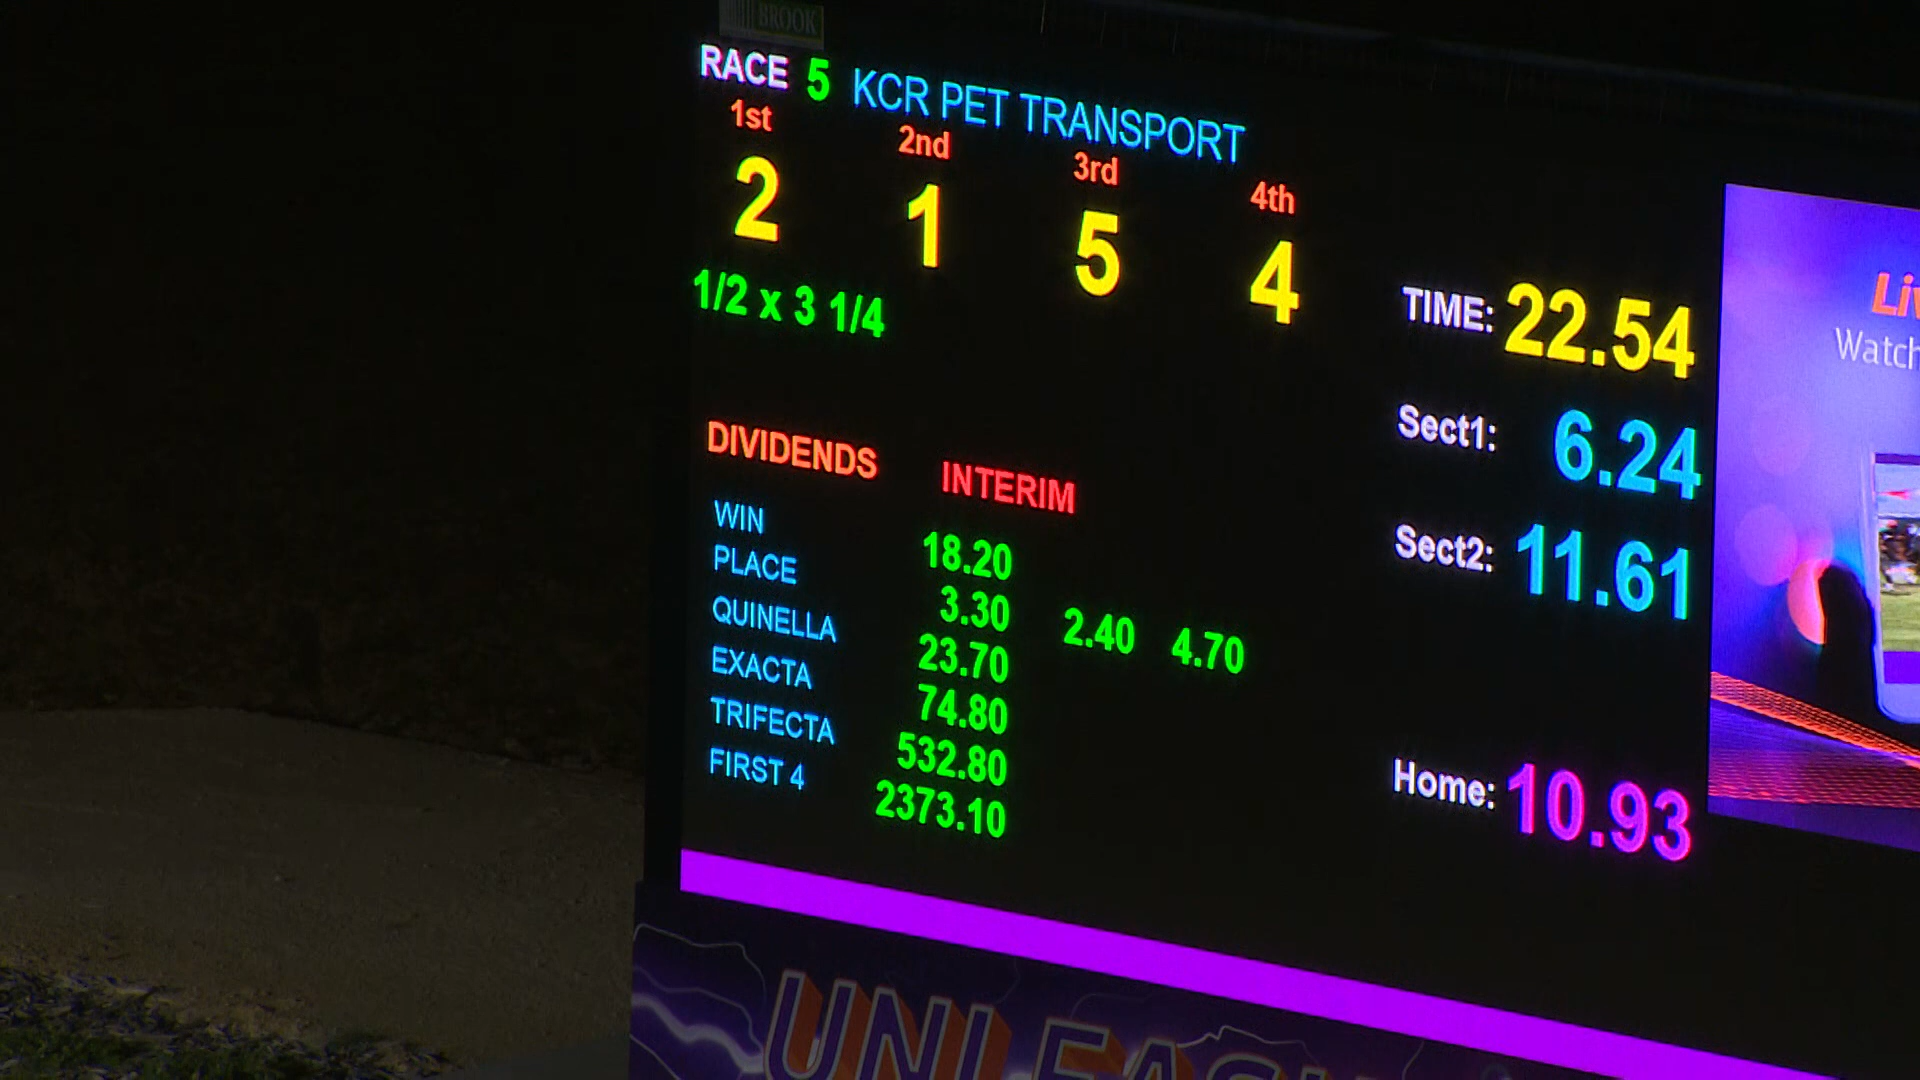 BROOK
RACE 5 KCR PET TRANSPORT
1st 2nd 3rd 4th
2 1 5 4
1/2 x 3 1/4
TIME: 22.54
Sect1: 6.24
Sect2: 11.61
Home: 10.93
DIVIDENDS INTERIM
WIN 18.20
PLACE 3.30 2.40 4.70
QUINELLA 23.70
EXACTA 74.80
TRIFECTA 532.80
FIRST 4 2373.10
Watch